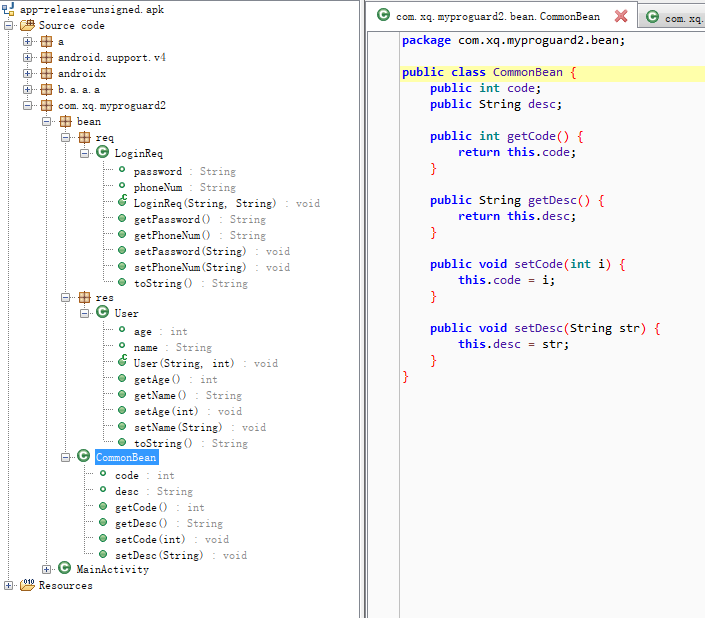 app-release-unsigned.apk
Source code
a
android.support.v4
androidx
b.a.a.a
com.xq.myproguard2
bean
req
LoginReq
password : String
phoneNum : String
LoginReq(String, String) : void
getPassword() : String
getPhoneNum() : String
setPassword(String) : void
setPhoneNum(String) : void
toString() : String
res
User
age : int
name : String
User(String, int) : void
getAge() : int
getName() : String
setAge(int) : void
setName(String) : void
toString() : String
CommonBean
code : int
desc : String
getCode() : int
getDesc() : String
setCode(int) : void
setDesc(String) : void
MainActivity
Resources
com.xq.myproguard2.bean.CommonBean
com.xq.
package com.xq.myproguard2.bean;
public class CommonBean {
public int code;
public String desc;
public int getCode() {
return this.code;
}
public String getDesc() {
return this.desc;
}
public void setCode(int i) {
this.code = i;
}
public void setDesc(String str) {
this.desc = str;
}
}